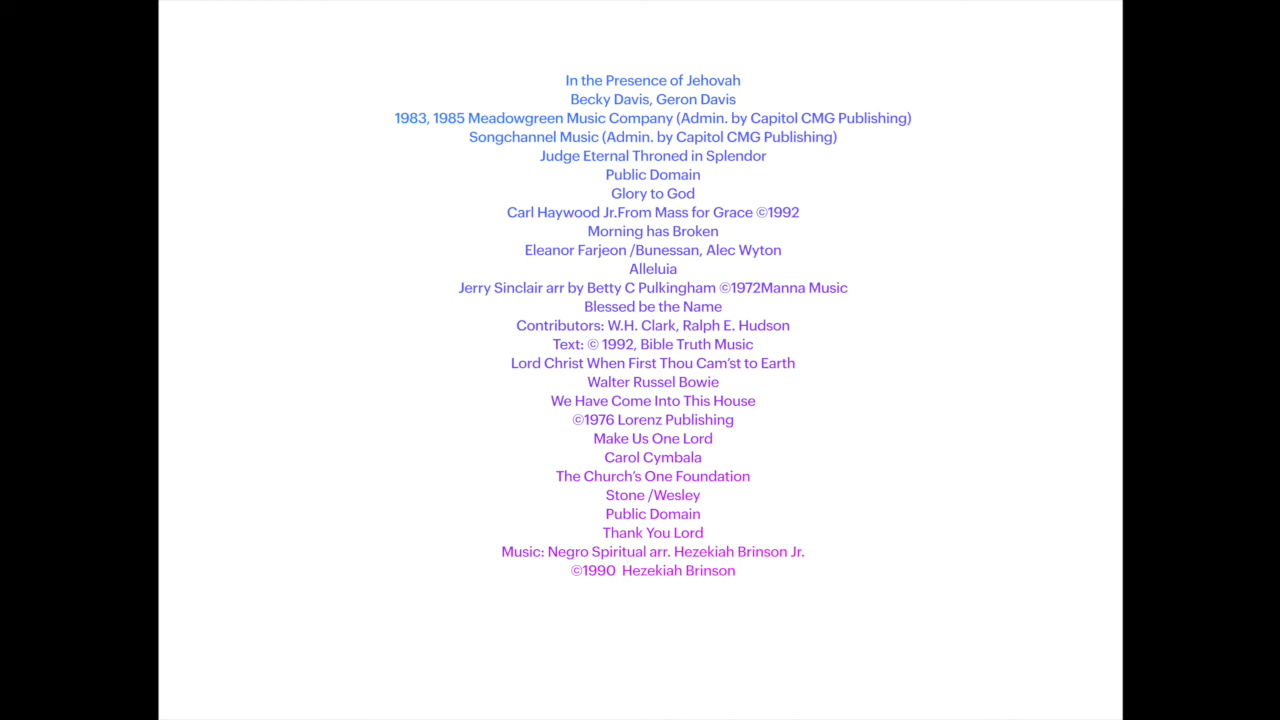 In the Presence of Jehovah
Becky Davis, Geron Davis
1983, 1985 Meadowgreen Music Company (Admin. by Capitol CMG Publishing)
Songchannel Music (Admin. by Capitol CMG Publishing)
Judge Eternal Throned in Splendor
Public Domain
Glory to God
Carl Haywood Jr.From Mass for Grace ©1992
Morning has Broken
Eleanor Farjeon /Bunessan, Alec Wyton
Alleluia
Jerry Sinclair arr by Betty C Pulkingham ©1972Manna Music
Blessed be the Name
Contributors: W.H. Clark, Ralph E. Hudson
Text: © 1992, Bible Truth Music
Lord Christ When First Thou Cam’st to Earth
Walter Russel Bowie
We Have Come Into This House
©1976 Lorenz Publishing
Make Us One Lord
Carol Cymbala
The Church’s One Foundation
Stone /Wesley
Public Domain
Thank You Lord
Music: Negro Spiritual arr. Hezekiah Brinson Jr.
©1990  Hezekiah Brinson